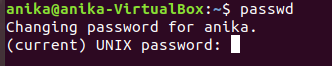 anika@anika-VirtualBox:~$ passwd
Changing password for anika.
(current) UNIX password: